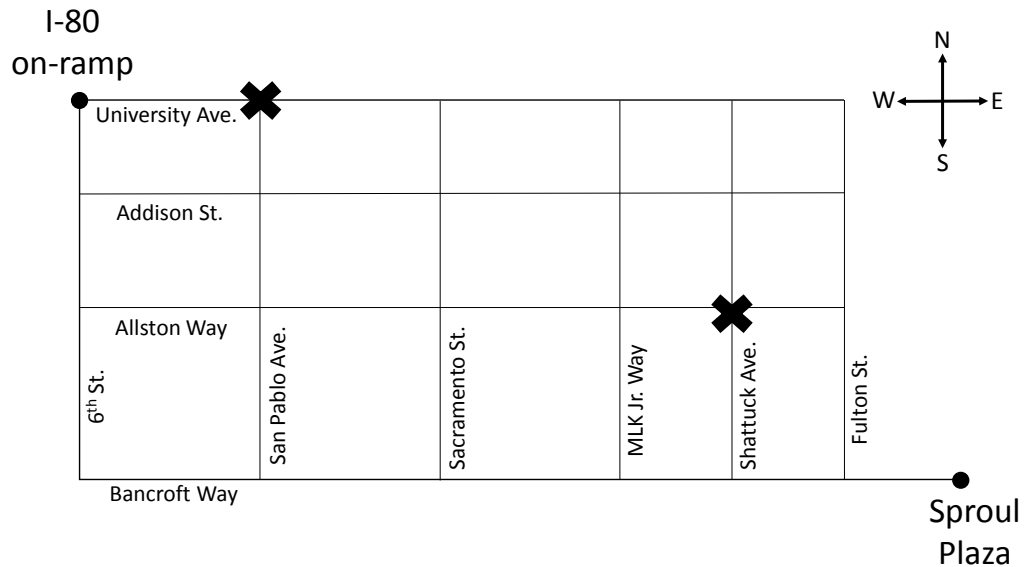 I-80
on-ramp
N
W
E
S
University Ave.
Addison St.
Allston Way
6th St.
San Pablo Ave.
Sacramento St.
MLK Jr. Way
Shattuck Ave.
Fulton St.
Bancroft Way
Sproul
Plaza